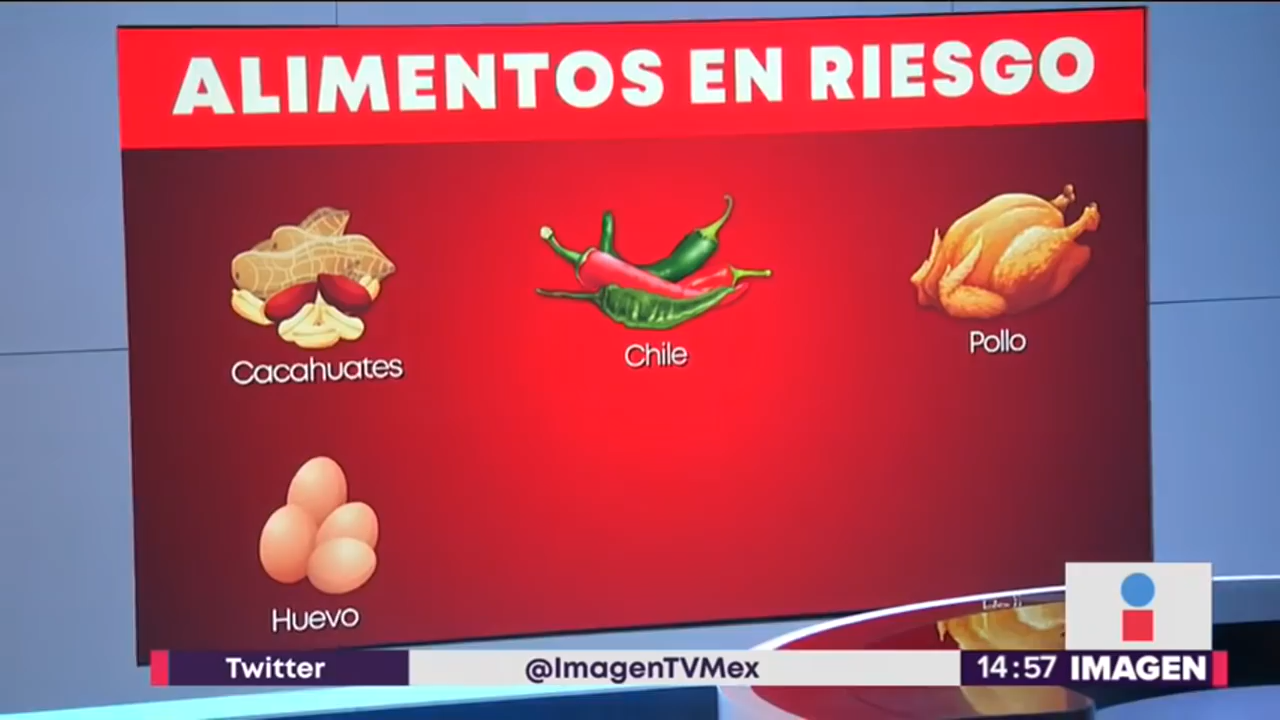 ALIMENTOS EN RIESGO
Cacahuates
Chile
Pollo
Huevo
Twitter
@ImagenTVMex
14:57
IMAGEN